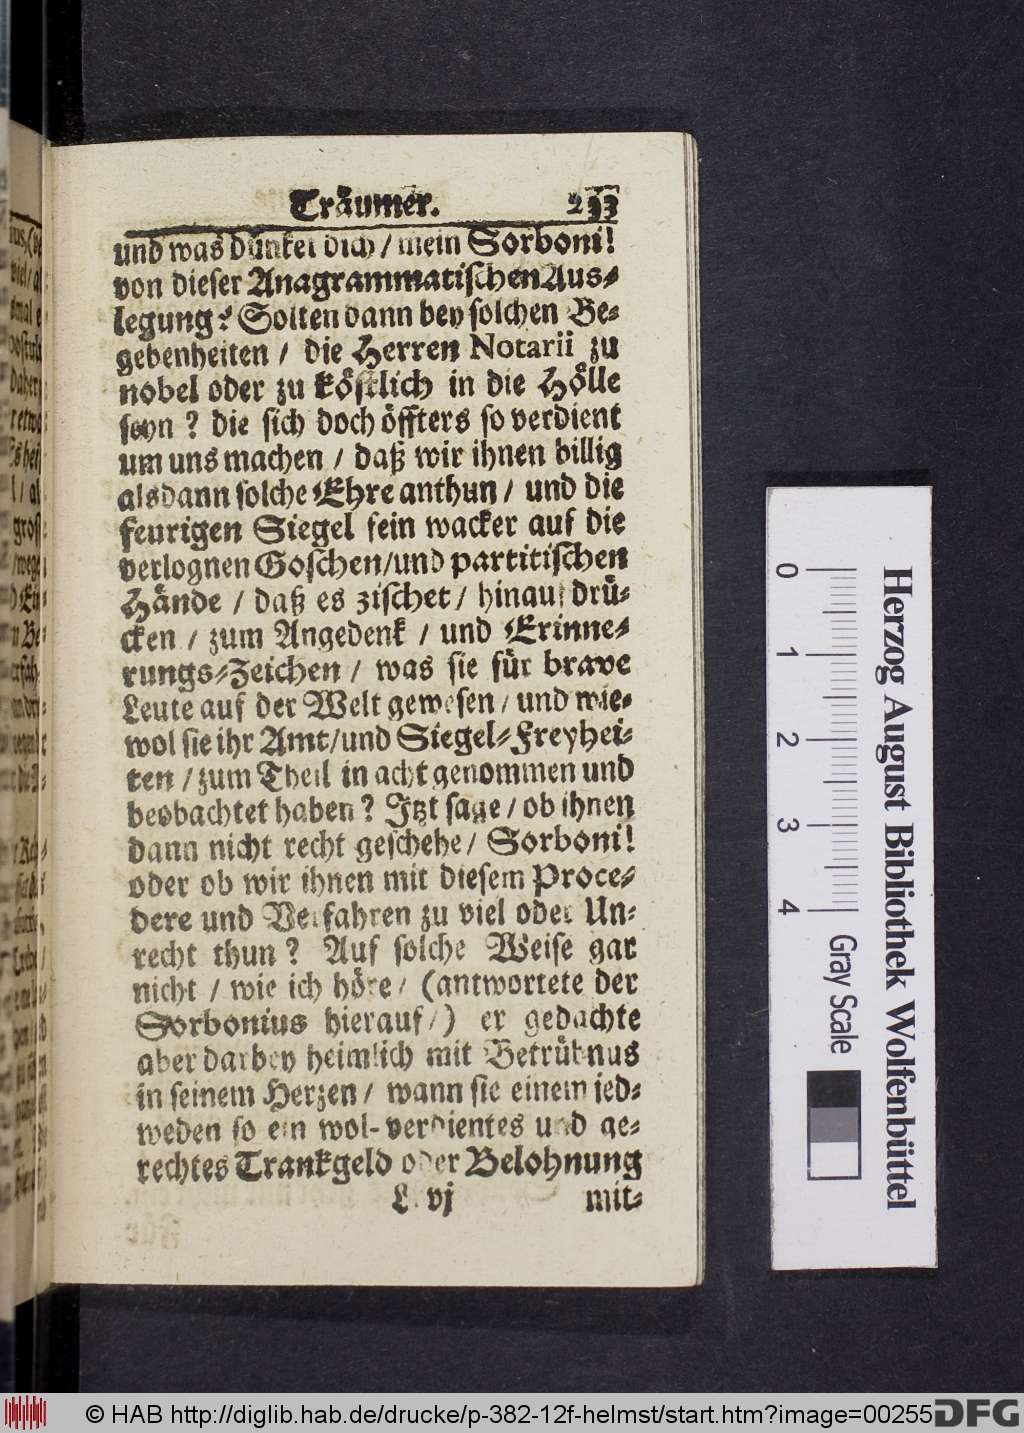 Träumer. 293
und was dünket dich / mein Sorboni!
von dieser Anagrammatischen Aus-
legung? Solten dann bey solchen Be-
gebenheiten / die Herren Notarii zu
nobel oder zu köstlich in die Hölle
seyn ? die sich doch öffters so verdient
um uns machen / daß wir ihnen billig
alsdann solche Ehre anthun / und die
feurigen Siegel fein wacker auf die
verlognen Goschen/und partitischen
Hände / daß es zischet / hinauf drü-
cken / zum Angedenk / und Erinne-
rungs-Zeichen / was sie für brave
Leute auf der Welt gewesen / und wie-
wol sie ihr Amt/und Siegel-Freyhei-
ten / zum Theil in acht genommen und
beobachtet haben ? Itzt sage / ob ihnen
dann nicht recht geschehe / Sorboni!
oder ob wir ihnen mit diesem Proce-
dere und Verfahren zu viel oder Un-
recht thun ? Auf solche Weise gar
nicht / wie ich höre / (antwortete der
Sorbonius hierauf /) er gedachte
aber darbey heimlich mit Betrübnus
in seinem Herzen / wann sie einem jed-
weden so ein wol-verdientes und ge-
rechtes Trankgeld oder Belohnung
L vj mit-
0 1 2 3 4 Gray Scale
Herzog August Bibliothek Wolfenbüttel
© HAB http://diglib.hab.de/drucke/p-382-12f-helmst/start.htm?image=00255
DFG